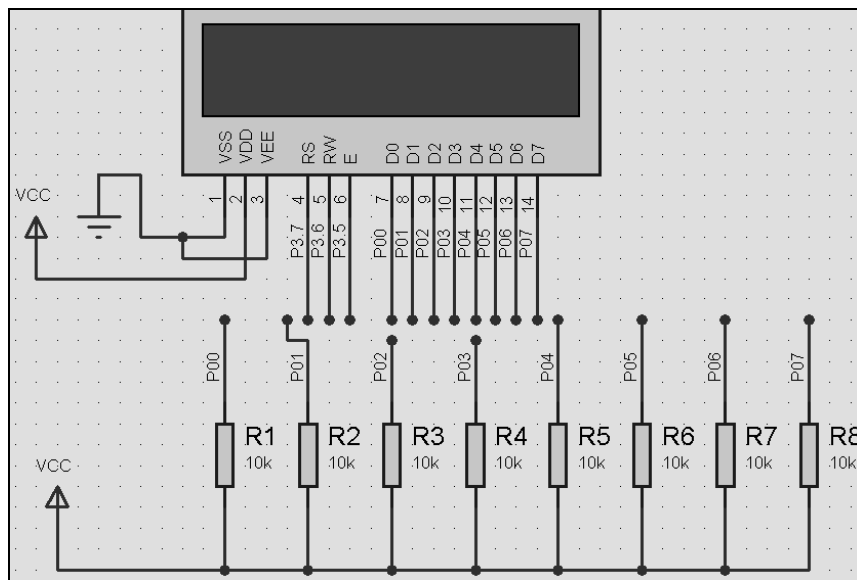 VSS
VDD
VEE
RS
RW
E
D0
D1
D2
D3
D4
D5
D6
D7
1
2
3
4
5
6
7
8
9
10
11
12
13
14
VCC
P3.7
P3.6
P3.5
P00
P01
P02
P03
P04
P05
P06
P07
P00
P01
P02
P03
P04
P05
P06
P07
R1
R2
R3
R4
R5
R6
R7
R8
10k
10k
10k
10k
10k
10k
10k
10k
VCC